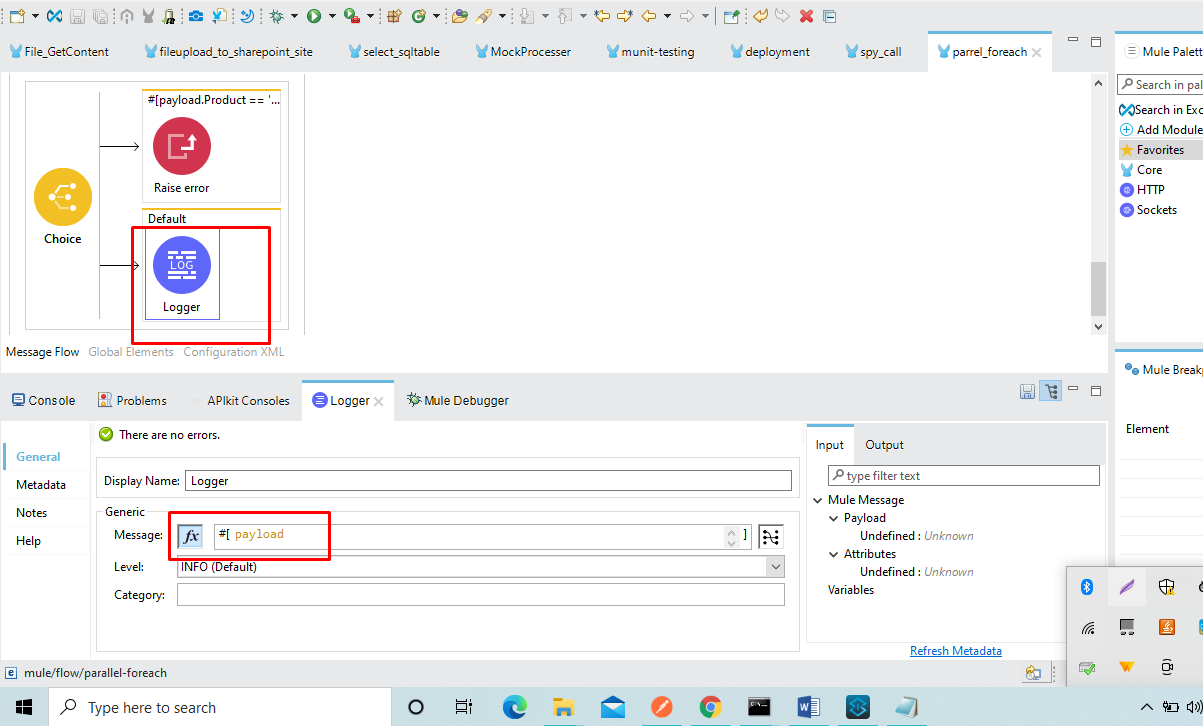 File_GetContent
fileupload_to_sharepoint_site
select_sqltable
MockProcesser
munit-testing
deployment
spy_call
parrel_foreach
Mule Palett
#[payload.Product == '...
Raise error
Default
Choice
LOG
Logger
Search in pal
Search in Exc
Add Module
Favorites
Core
HTTP
Sockets
Message Flow Global Elements Configuration XML
Mule Break
Console
Problems
APIkit Consoles
Logger
Mule Debugger
There are no errors.
General
Metadata
Notes
Help
Display Name: Logger
Generic
Message: fx #[ payload ]
Level: INFO (Default)
Category:
Input
Output
type filter text
Mule Message
Payload
Undefined : Unknown
Attributes
Undefined : Unknown
Variables
Refresh Metadata
Element
mule/flow/parallel-foreach
Type here to search